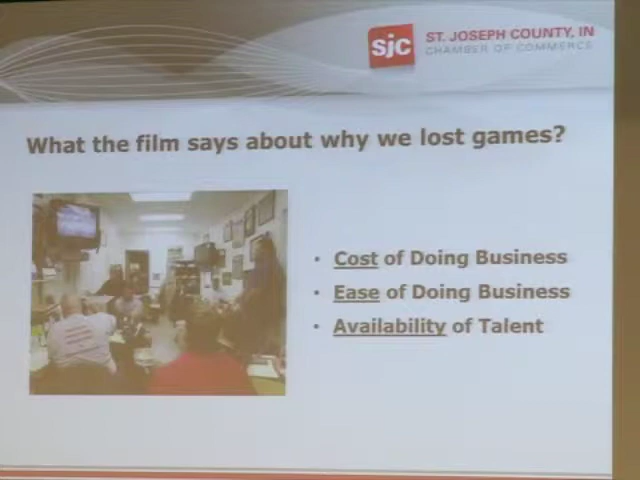 sjc
ST. JOSEPH COUNTY, IN
CHAMBER OF COMMERCE
What the film says about why we lost games?
• Cost of Doing Business
• Ease of Doing Business
• Availability of Talent